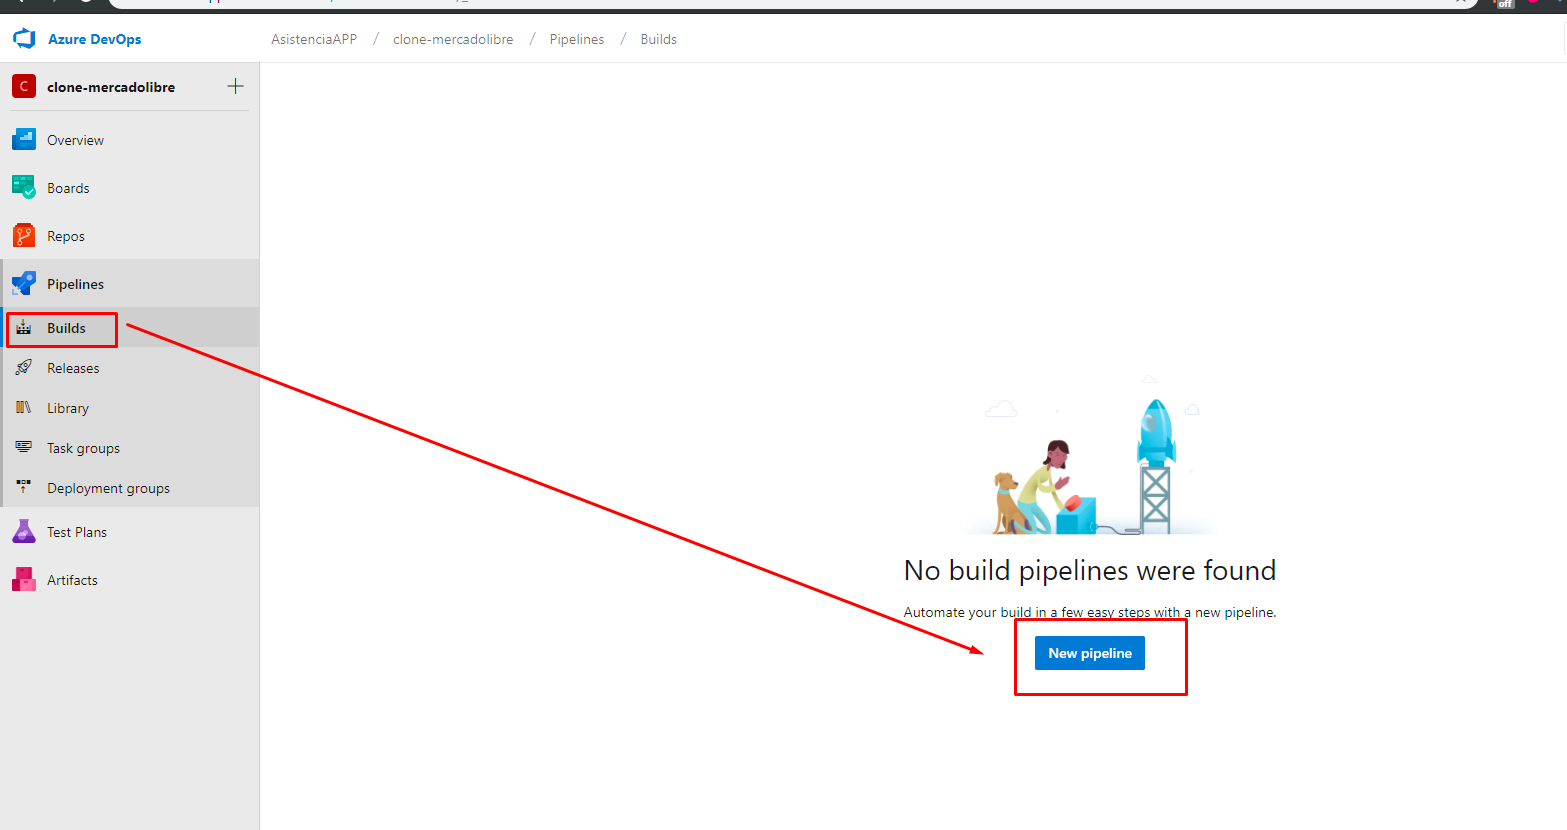 off
Azure DevOps
AsistenciaAPP / clone-mercadolibre / Pipelines / Builds
C clone-mercadolibre
Overview
Boards
Repos
Pipelines
Builds
Releases
Library
Task groups
Deployment groups
Test Plans
Artifacts
No build pipelines were found
Automate your build in a few easy steps with a new pipeline.
New pipeline